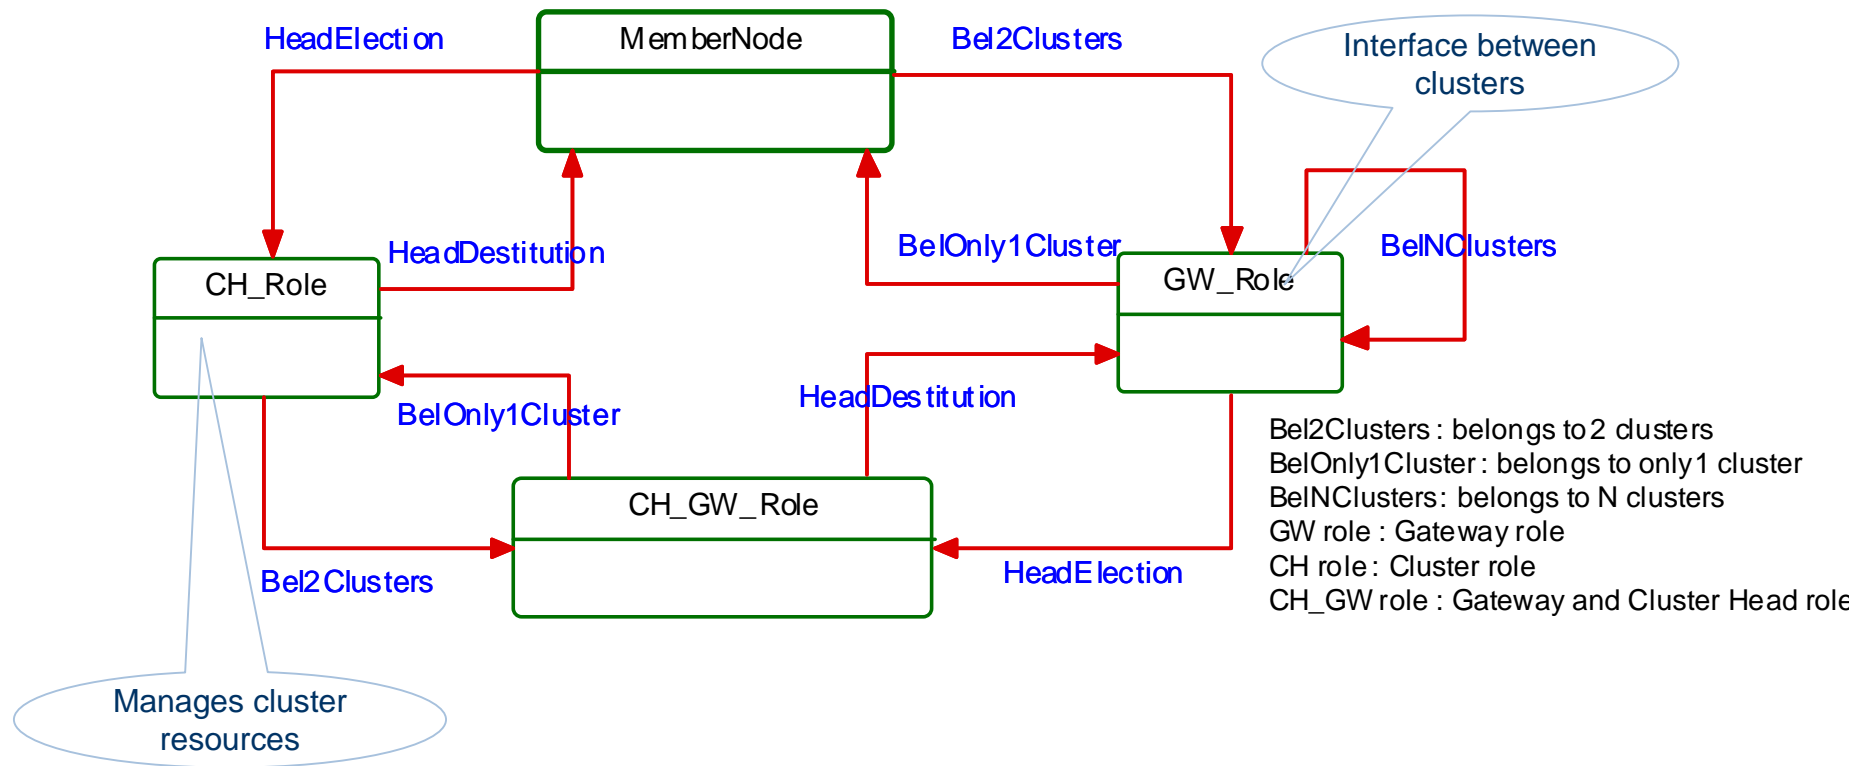 HeadElection
MemberNode
Bel2Clusters
Interface between
clusters
HeadDestitution
BelOnly1Cluster
BelNClusters
CH_Role
GW_Role
BelOnly1Cluster
HeadDestitution
CH_GW_Role
Bel2Clusters
HeadElection
Bel2Clusters : belongs to 2 clusters
BelOnly1Cluster : belongs to only 1 cluster
BelNClusters : belongs to N clusters
GW role : Gateway role
CH role : Cluster role
CH_GW role : Gateway and Cluster Head role
Manages cluster
resources